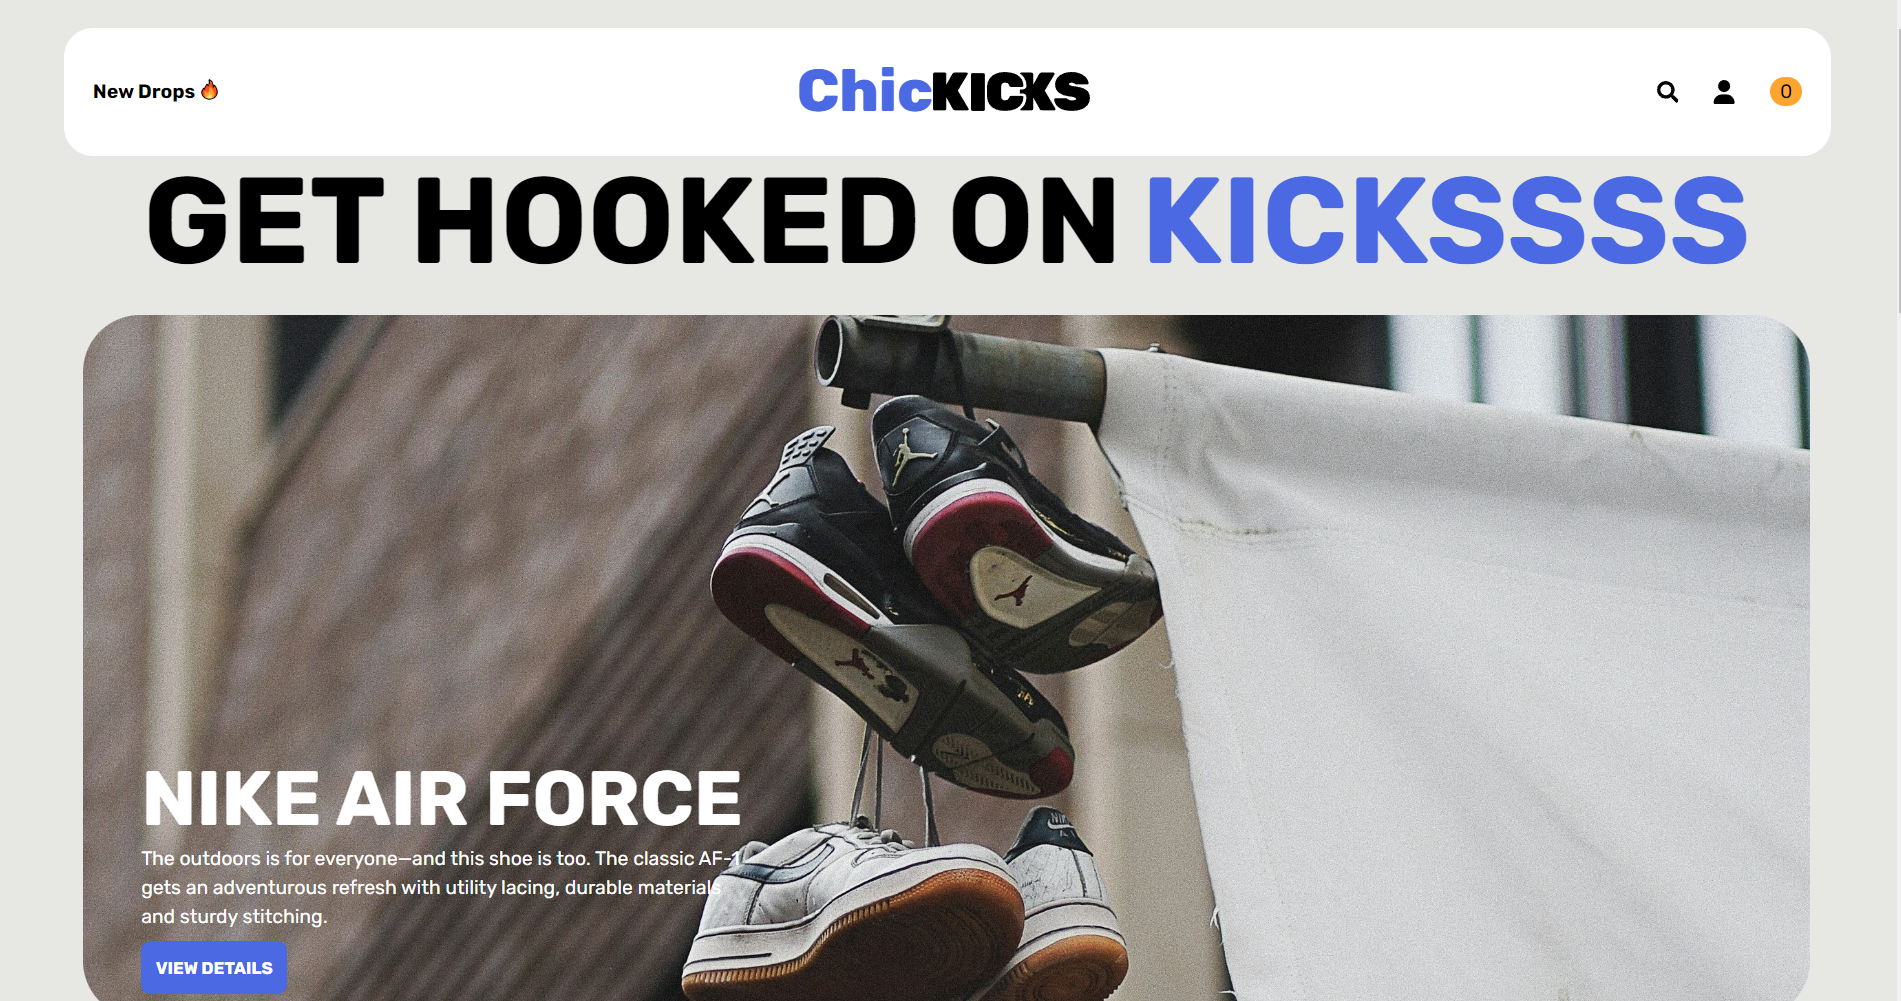 New Drops 🔥
ChicKICKS
0
GET HOOKED ON KICKSSSS
NIKE AIR FORCE
The outdoors is for everyone—and this shoe is too. The classic AF-1
gets an adventurous refresh with utility lacing, durable materials
and sturdy stitching.
VIEW DETAILS